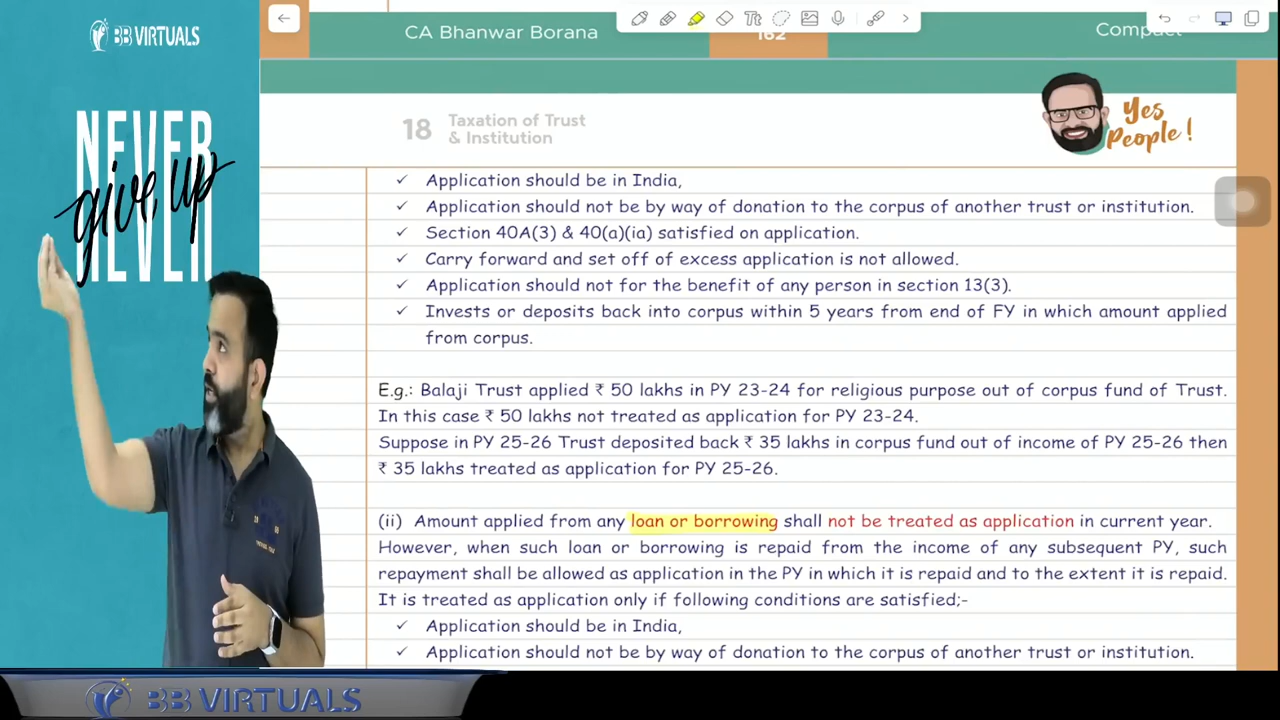 BB VIRTUALS
NEVER
give up
NEVER
CA Bhanwar Borana
162
Compact
18 Taxation of Trust
& Institution
Yes
People!
✓ Application should be in India,
✓ Application should not be by way of donation to the corpus of another trust or institution.
✓ Section 40A(3) & 40(a)(ia) satisfied on application.
✓ Carry forward and set off of excess application is not allowed.
✓ Application should not for the benefit of any person in section 13(3).
✓ Invests or deposits back into corpus within 5 years from end of FY in which amount applied
from corpus.
E.g.: Balaji Trust applied ₹ 50 lakhs in PY 23-24 for religious purpose out of corpus fund of Trust.
In this case ₹ 50 lakhs not treated as application for PY 23-24.
Suppose in PY 25-26 Trust deposited back ₹ 35 lakhs in corpus fund out of income of PY 25-26 then
₹ 35 lakhs treated as application for PY 25-26.
(ii) Amount applied from any loan or borrowing shall not be treated as application in current year.
However, when such loan or borrowing is repaid from the income of any subsequent PY, such
repayment shall be allowed as application in the PY in which it is repaid and to the extent it is repaid.
It is treated as application only if following conditions are satisfied;-
✓ Application should be in India,
✓ Application should not be by way of donation to the corpus of another trust or institution.
BB VIRTUALS